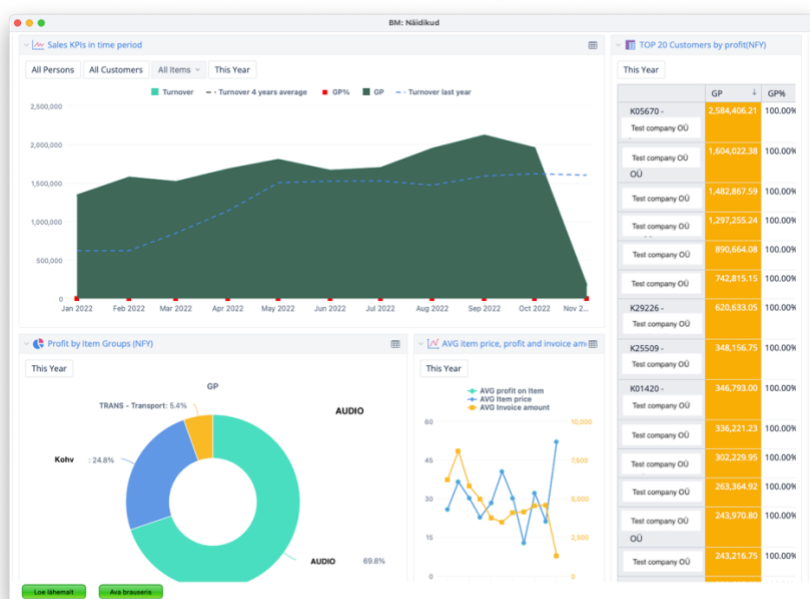 BM: Näidikud
Sales KPIs in time period
All Persons All Customers All Items This Year
Turnover Turnover 4 years average GP% GP Turnover last year
2,500,000
2,000,000
1,500,000
1,000,000
500,000
0
Jan 2022 Feb 2022 Mar 2022 Apr 2022 May 2022 Jun 2022 Jul 2022 Aug 2022 Sep 2022 Oct 2022 Nov 2...
TOP 20 Customers by profit(NFY)
This Year
GP ↓ GP%
K05670 - 2,584,406.21 100.00%
Test company OÜ
1,604,022.38 100.00%
Test company OÜ
OÜ
1,482,867.59 100.00%
Test company OÜ
1,297,255.24 100.00%
Test company OÜ
890,664.08 100.00%
Test company OÜ
742,815.15 100.00%
Test company OÜ
K29226 - 620,633.05 100.00%
Test company OÜ
K25509 - 348,156.75 100.00%
Test company OÜ
K01420 - 346,793.00 100.00%
Test company OÜ
336,221.23 100.00%
Test company OÜ
302,229.95 100.00%
Test company OÜ
263,364.92 100.00%
Test company OÜ
243,970.80 100.00%
Test company OÜ
OÜ
243,216.75 100.00%
Test company OÜ
Profit by Item Groups (NFY)
This Year
GP
TRANS - Transport: 5.4%
AUDIO
Kohv : 24.8%
AUDIO 69.8%
AVG item price, profit and invoice am
This Year
AVG profit on Item
AVG Item price
AVG Invoice amount
60 10,000
45 7,500
30 5,000
15 2,500
0 0
Loe lähemalt Ava brauseris